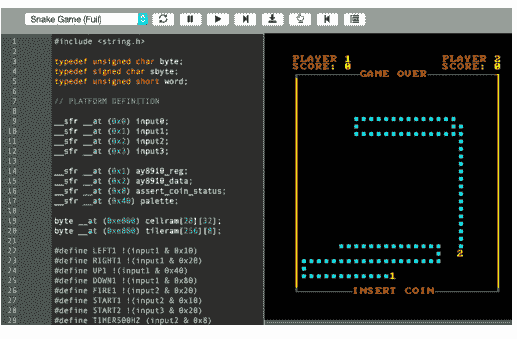 Snake Game (Full)
1 #include <string.h>
2
3 typedef unsigned char byte;
4 typedef signed char sbyte;
5 typedef unsigned short word;
6
7 // PLATFORM DEFINITION
8
9 __sfr __at (0x0) input0;
10 __sfr __at (0x1) input1;
11 __sfr __at (0x2) input2;
12 __sfr __at (0x3) input3;
13
14 __sfr __at (0x1) ay8910_reg;
15 __sfr __at (0x2) ay8910_data;
16 __sfr __at (0x8) assert_coin_status;
17 __sfr __at (0x40) palette;
18
19 byte __at (0xe000) cellram[28][32];
20 byte __at (0xe800) tileram[256][8];
21
22 #define LEFT1 !(input1 & 0x10)
23 #define RIGHT1 !(input1 & 0x20)
24 #define UP1 !(input1 & 0x40)
25 #define DOWN1 !(input1 & 0x80)
26 #define FIRE1 !(input2 & 0x20)
27 #define START1 !(input2 & 0x10)
28 #define START2 !(input3 & 0x20)
29 #define TIMER500HZ (input2 & 0x8)
PLAYER 1 PLAYER 2
SCORE: 0 SCORE: 0
GAME OVER
2
1
INSERT COIN